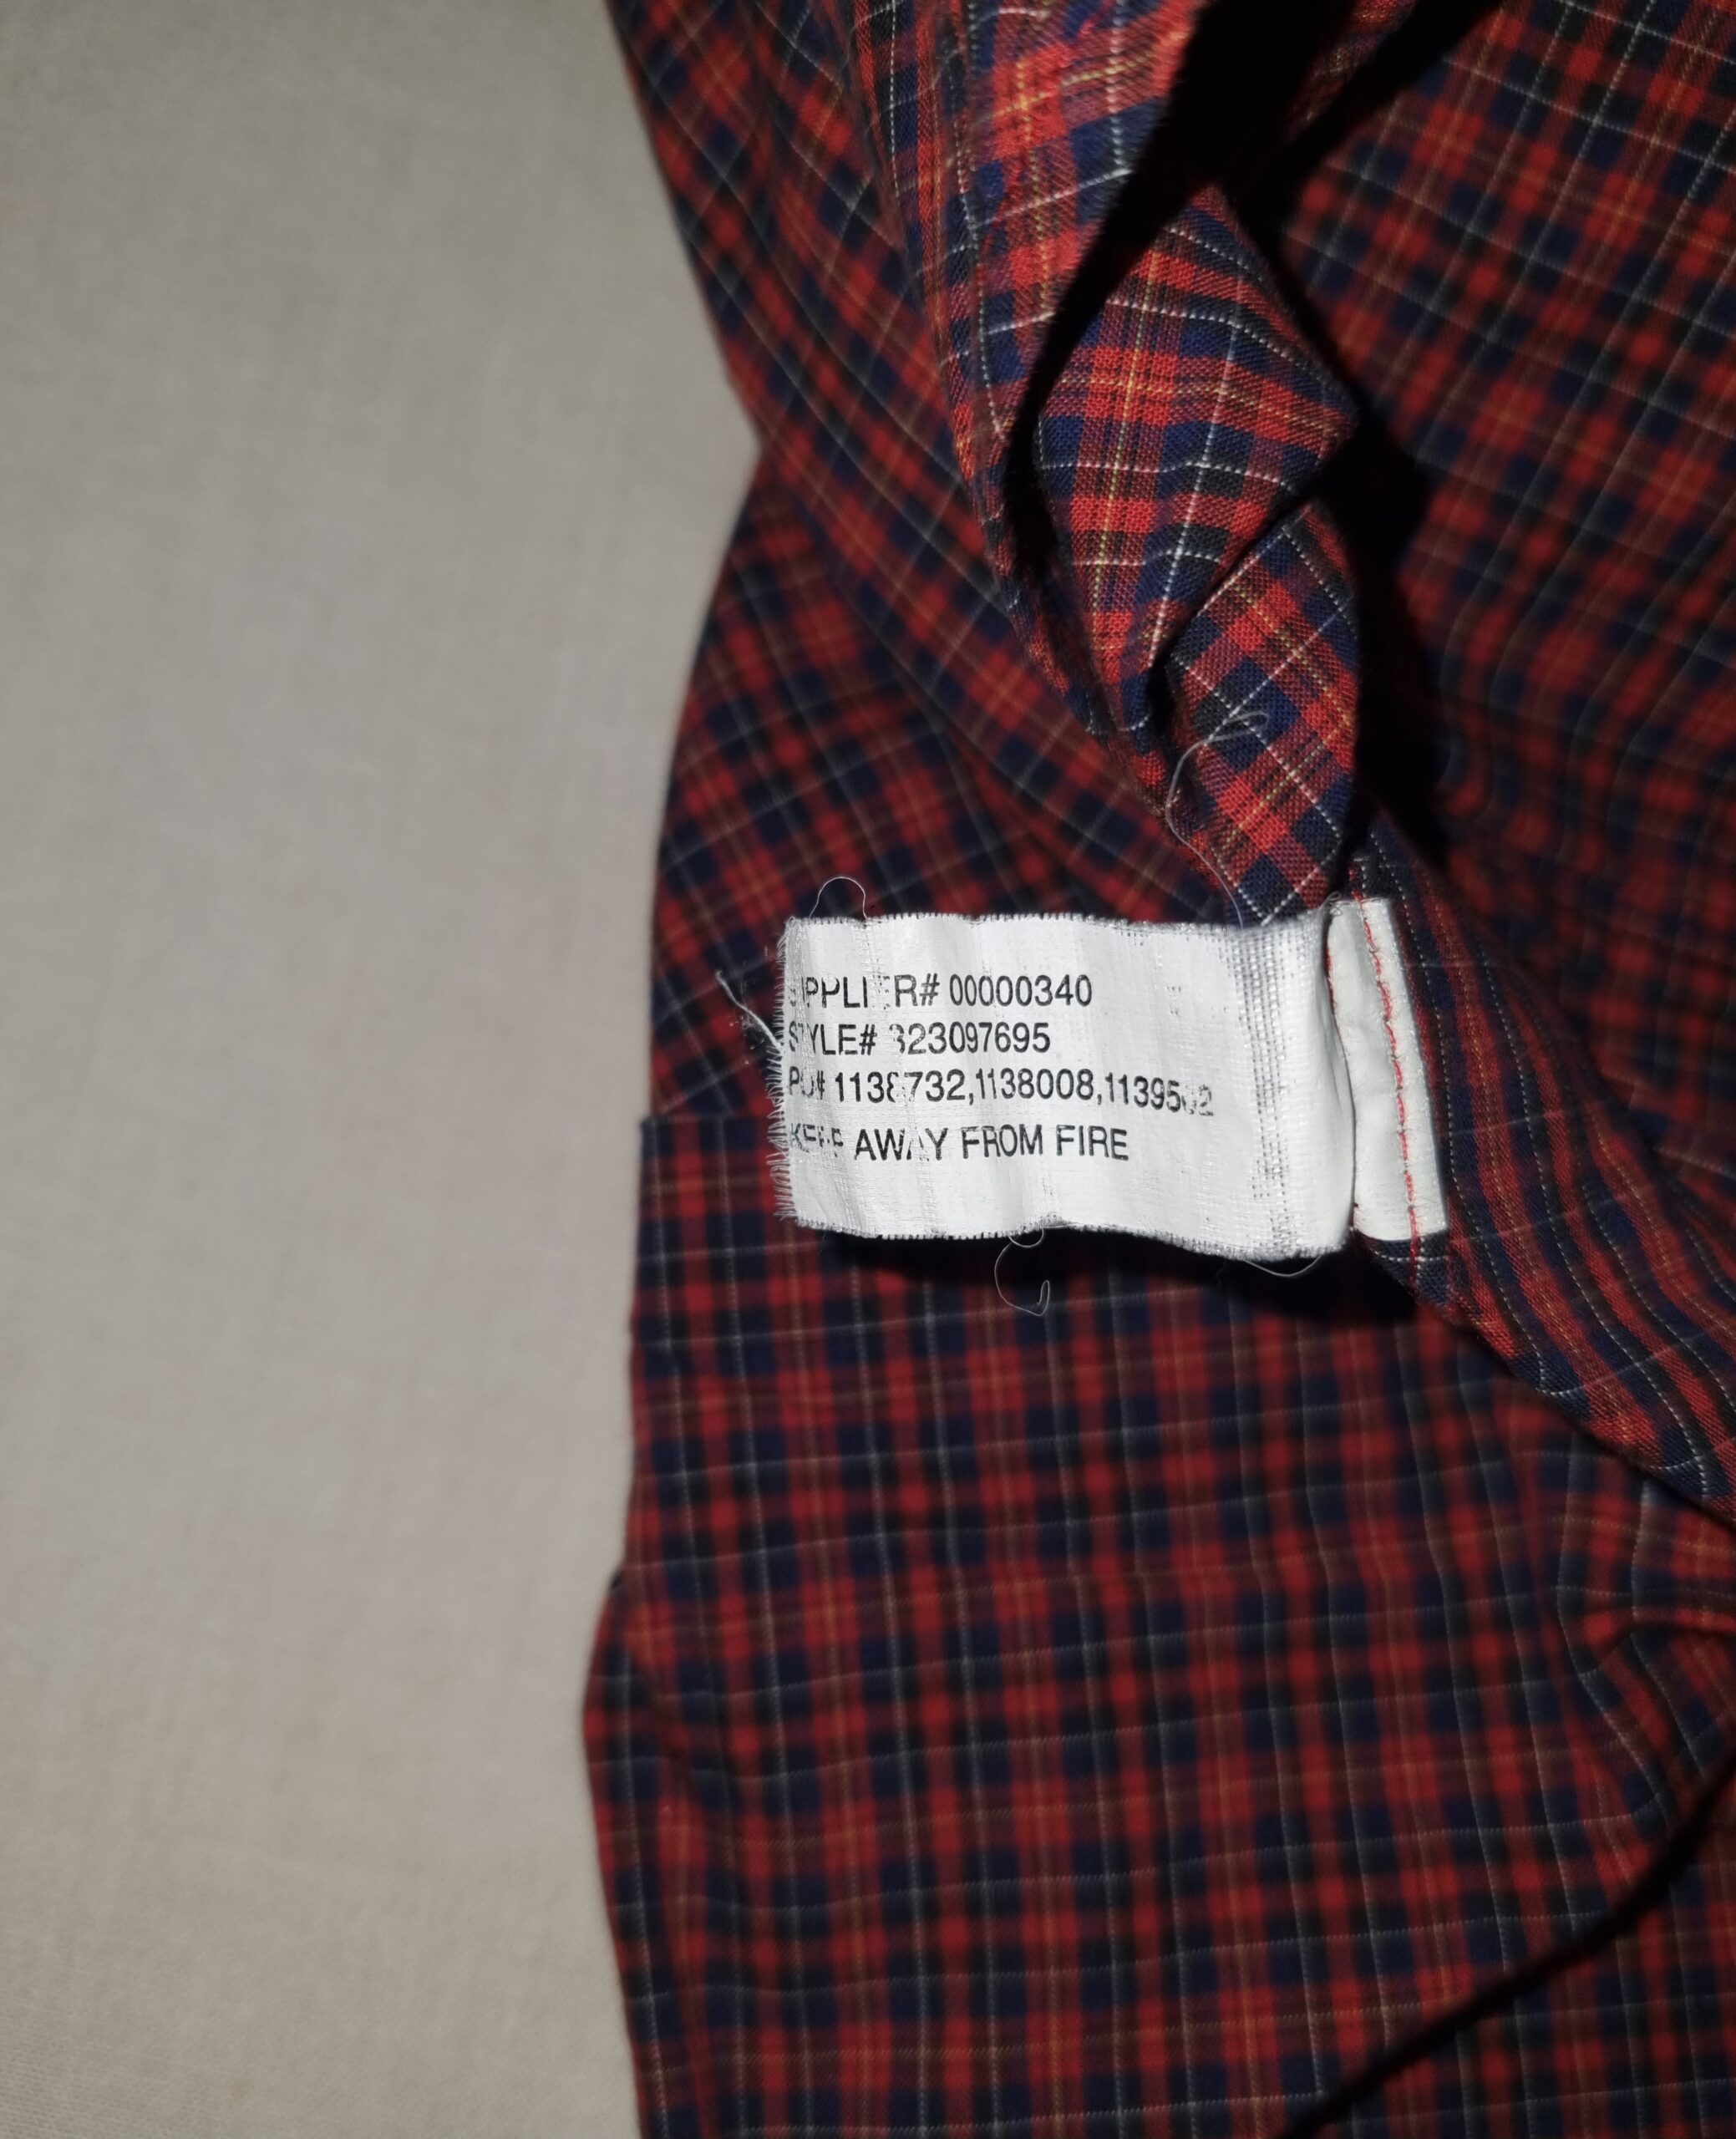 SUPPLIER# 00000340
STYLE# 323097695
PO# 1138732,1138008,
KEEP AWAY FROM FIRE